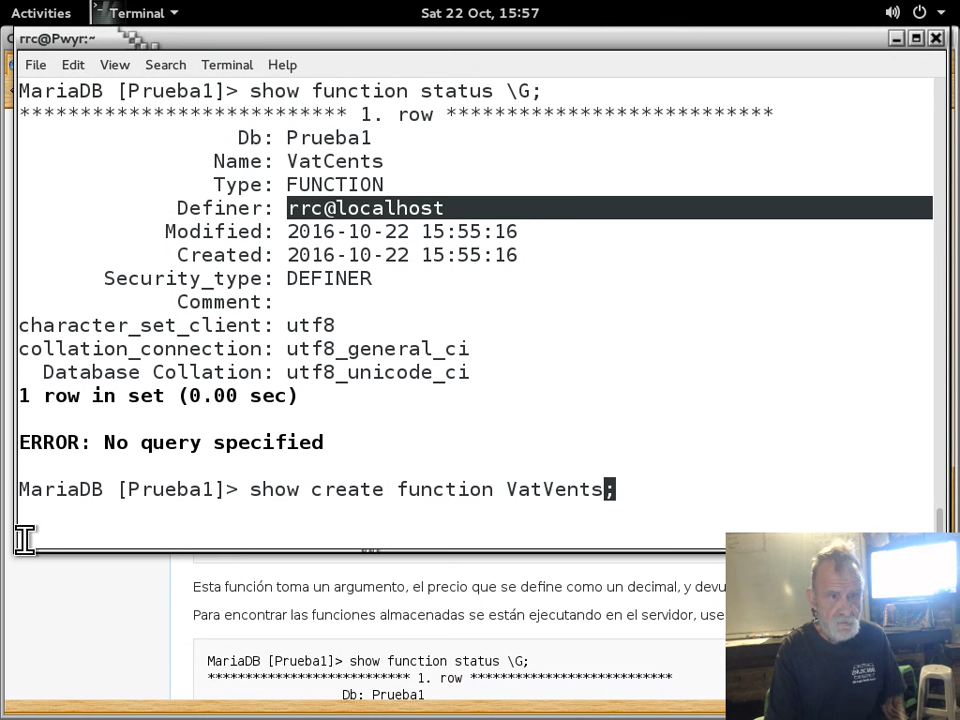 Activities Terminal Sat 22 Oct, 15:57
rrc@Pwyr:~
File Edit View Search Terminal Help
MariaDB [Prueba1]> show function status \G;
*************************** 1. row ***************************
Db: Prueba1
Name: VatCents
Type: FUNCTION
Definer: rrc@localhost
Modified: 2016-10-22 15:55:16
Created: 2016-10-22 15:55:16
Security_type: DEFINER
Comment:
character_set_client: utf8
collation_connection: utf8_general_ci
Database Collation: utf8_unicode_ci
1 row in set (0.00 sec)
ERROR: No query specified
MariaDB [Prueba1]> show create function VatVents;
Esta función toma un argumento, el precio que se define como un decimal, y devu
Para encontrar las funciones almacenadas se están ejecutando en el servidor, use
MariaDB [Prueba1]> show function status \G;
*************************** 1. row ***************************
Db: Prueba1